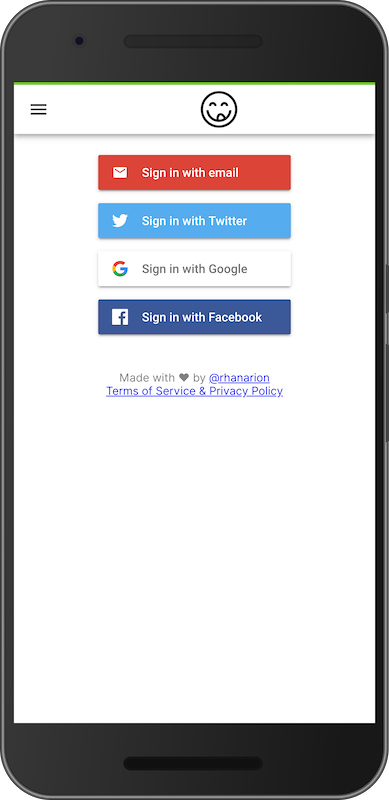 Sign in with email
Sign in with Twitter
Sign in with Google
Sign in with Facebook
Made with ❤ by @rhanarion
Terms of Service & Privacy Policy